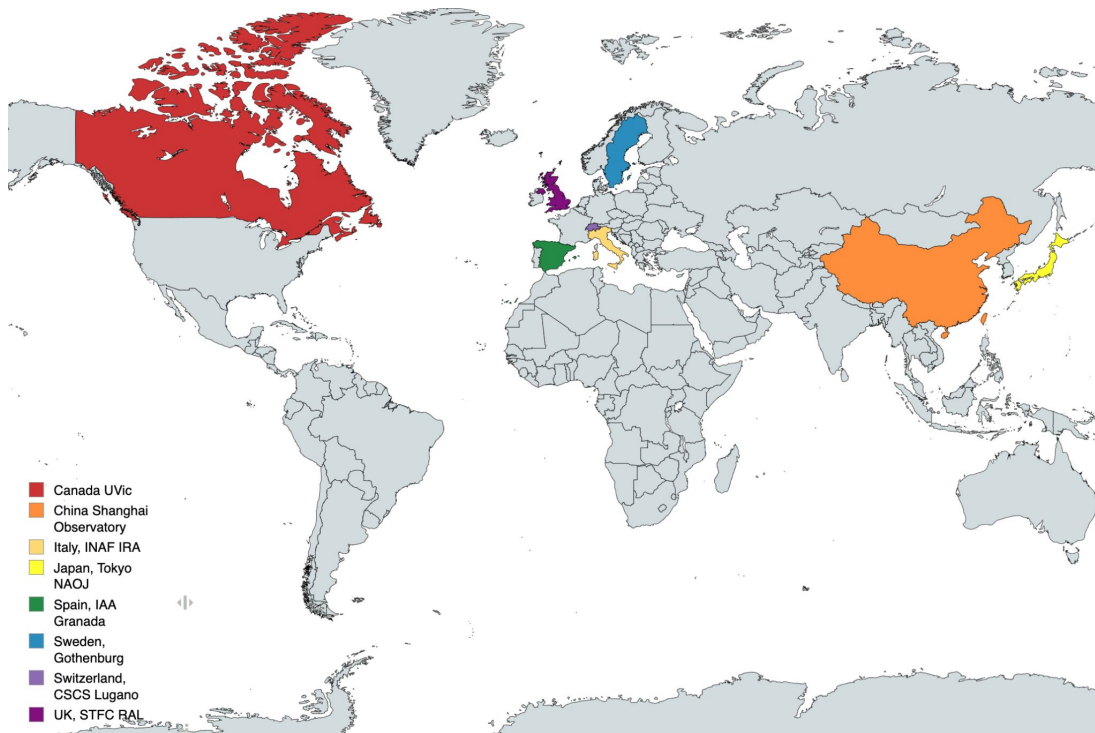 Canada UVic
China Shanghai
Observatory
Italy, INAF IRA
Japan, Tokyo
NAOJ
Spain, IAA
Granada
Sweden,
Gothenburg
Switzerland,
CSCS Lugano
UK, STFC RAL